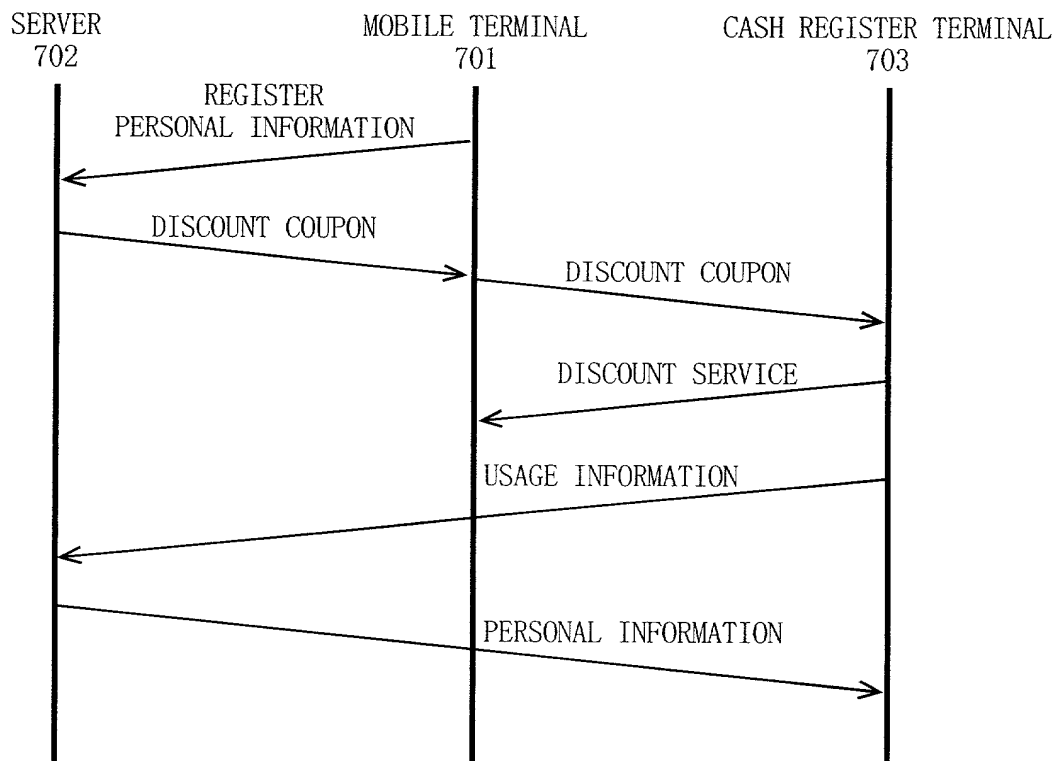 SERVER
702
MOBILE TERMINAL
701
CASH REGISTER TERMINAL
703
REGISTER
PERSONAL INFORMATION
DISCOUNT COUPON
DISCOUNT COUPON
DISCOUNT SERVICE
USAGE INFORMATION
PERSONAL INFORMATION